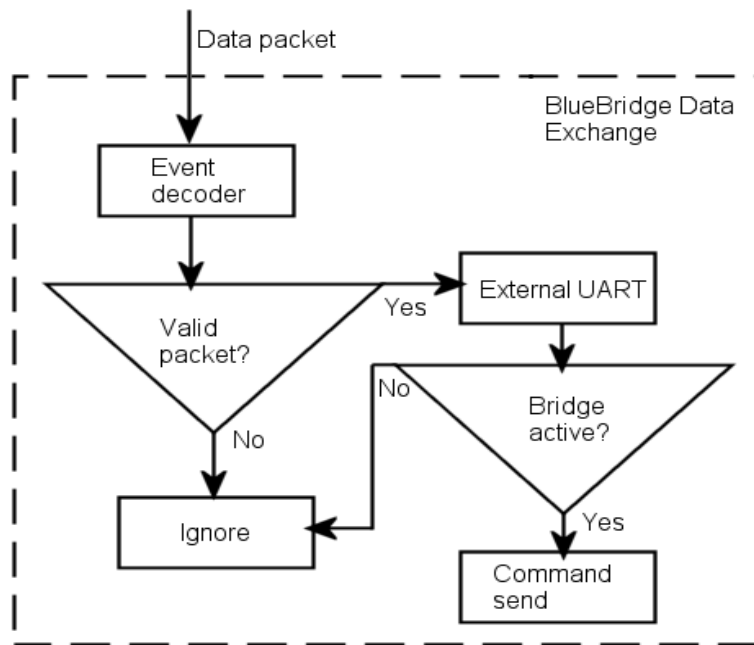 Data packet
BlueBridge Data
Exchange
Event
decoder
Yes
External UART
Valid
packet?
No
Bridge
active?
No
Ignore
Yes
Command
send